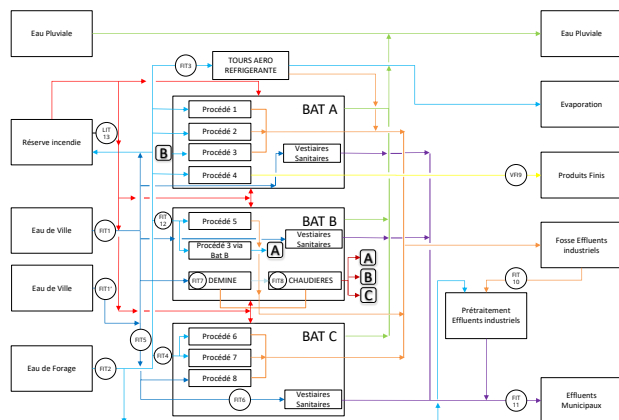 Eau Pluviale
TOURS AERO
REFRIGERANTE
FIT3
Eau Pluviale
Evaporation
BAT A
Procédé 1
Procédé 2
Procédé 3
Procédé 4
Vestiaires
Sanitaires
B
LIT
13
Réserve incendie
VFI9
Produits Finis
BAT B
FIT
12
Procédé 5
Procédé 3 via
Bat B
A
Vestiaires
Sanitaires
Eau de Ville
FIT1
Fosse Effluents
industriels
Eau de Ville
FIT1'
FIT7
DEMINE
FIT8
CHAUDIERES
A
B
C
FIT
10
Prétraitement
Effluents industriels
FIT5
BAT C
FIT4
Procédé 6
Procédé 7
Procédé 8
Eau de Forage
FIT2
FIT6
Vestiaires
Sanitaires
FIT
11
Effluents
Municipaux